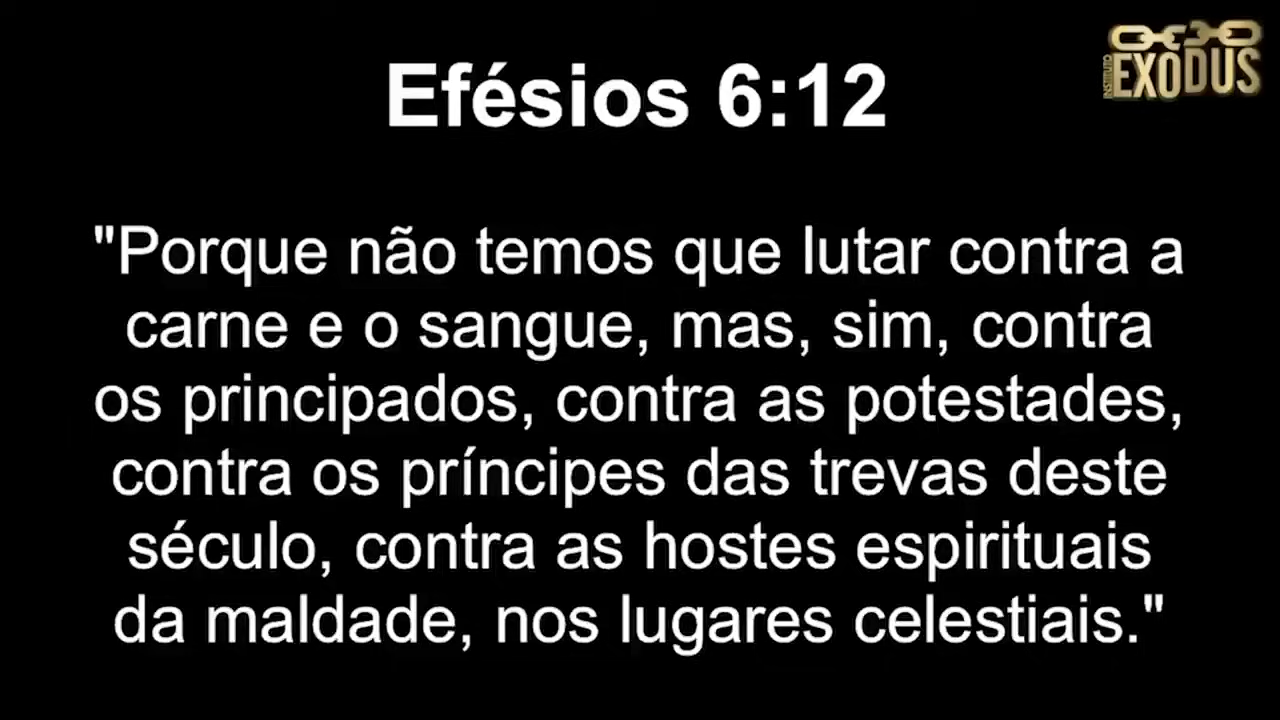 INSTITUTO
EXODUS
Efésios 6:12
"Porque não temos que lutar contra a
carne e o sangue, mas, sim, contra
os principados, contra as potestades,
contra os príncipes das trevas deste
século, contra as hostes espirituais
da maldade, nos lugares celestiais."